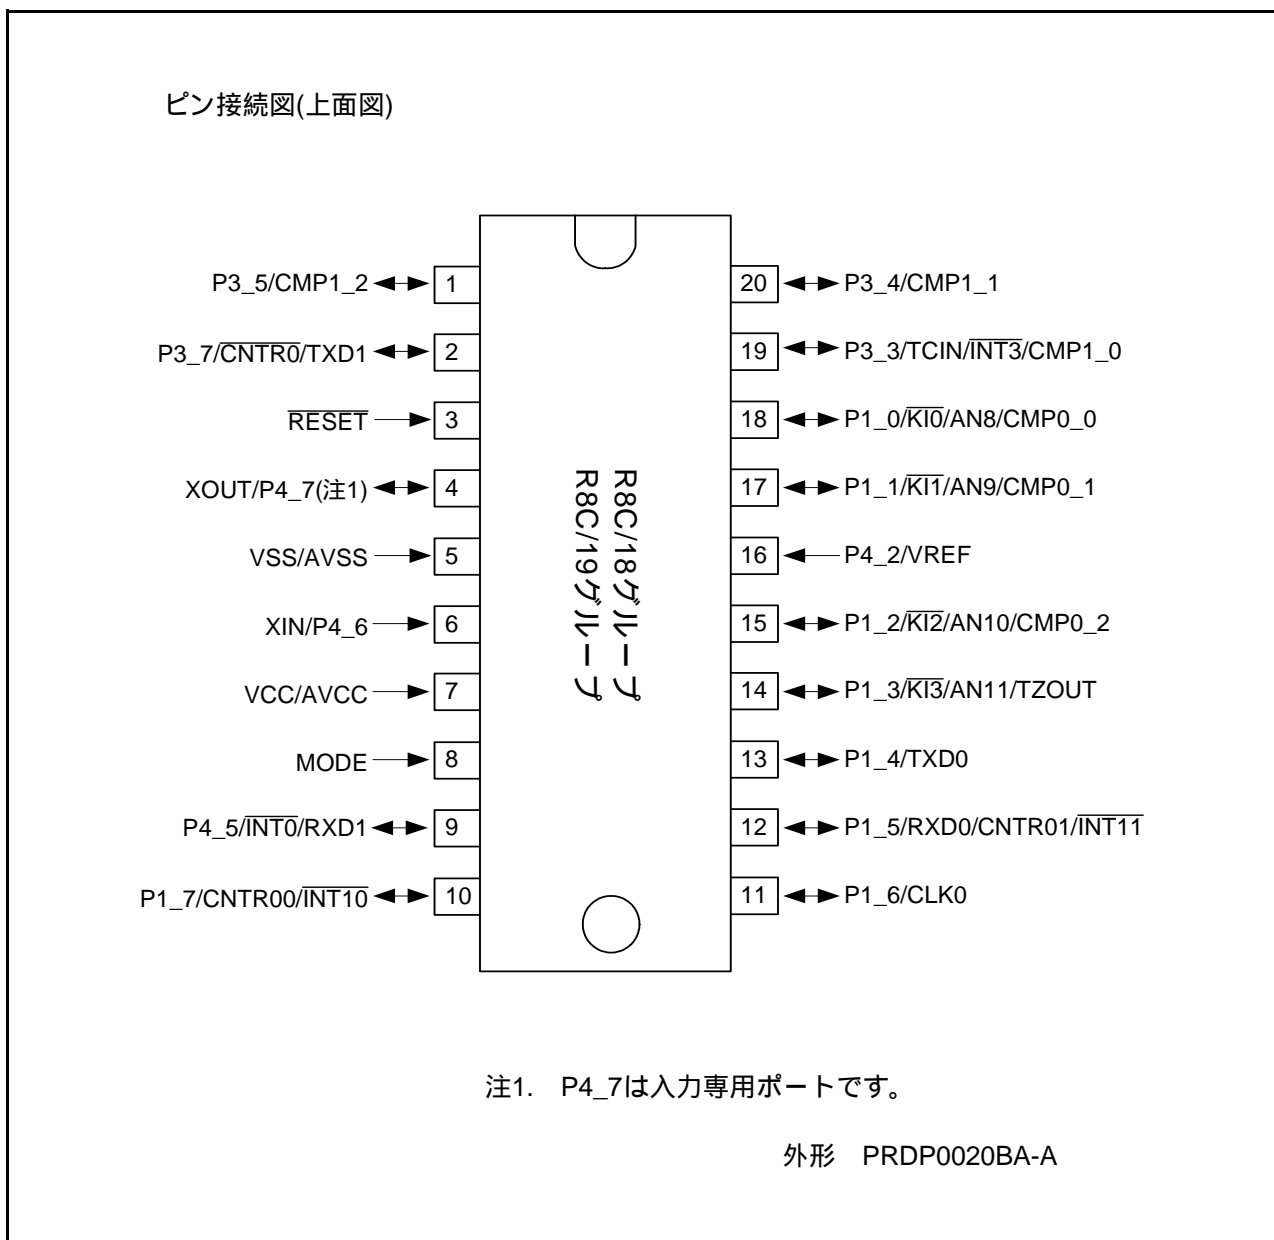 ピン接続図(上面図)
P3_5/CMP1_2 1
P3_7/CNTR0/TXD1 2
RESET 3
XOUT/P4_7(注1) 4
VSS/AVSS 5
XIN/P4_6 6
VCC/AVCC 7
MODE 8
P4_5/INT0/RXD1 9
P1_7/CNTR00/INT10 10
R8C/18グループ
R8C/19グループ
20 P3_4/CMP1_1
19 P3_3/TCIN/INT3/CMP1_0
18 P1_0/KI0/AN8/CMP0_0
17 P1_1/KI1/AN9/CMP0_1
16 P4_2/VREF
15 P1_2/KI2/AN10/CMP0_2
14 P1_3/KI3/AN11/TZOUT
13 P1_4/TXD0
12 P1_5/RXD0/CNTR01/INT11
11 P1_6/CLK0
注1. P4_7は入力専用ポートです。
外形 PRDP0020BA-A